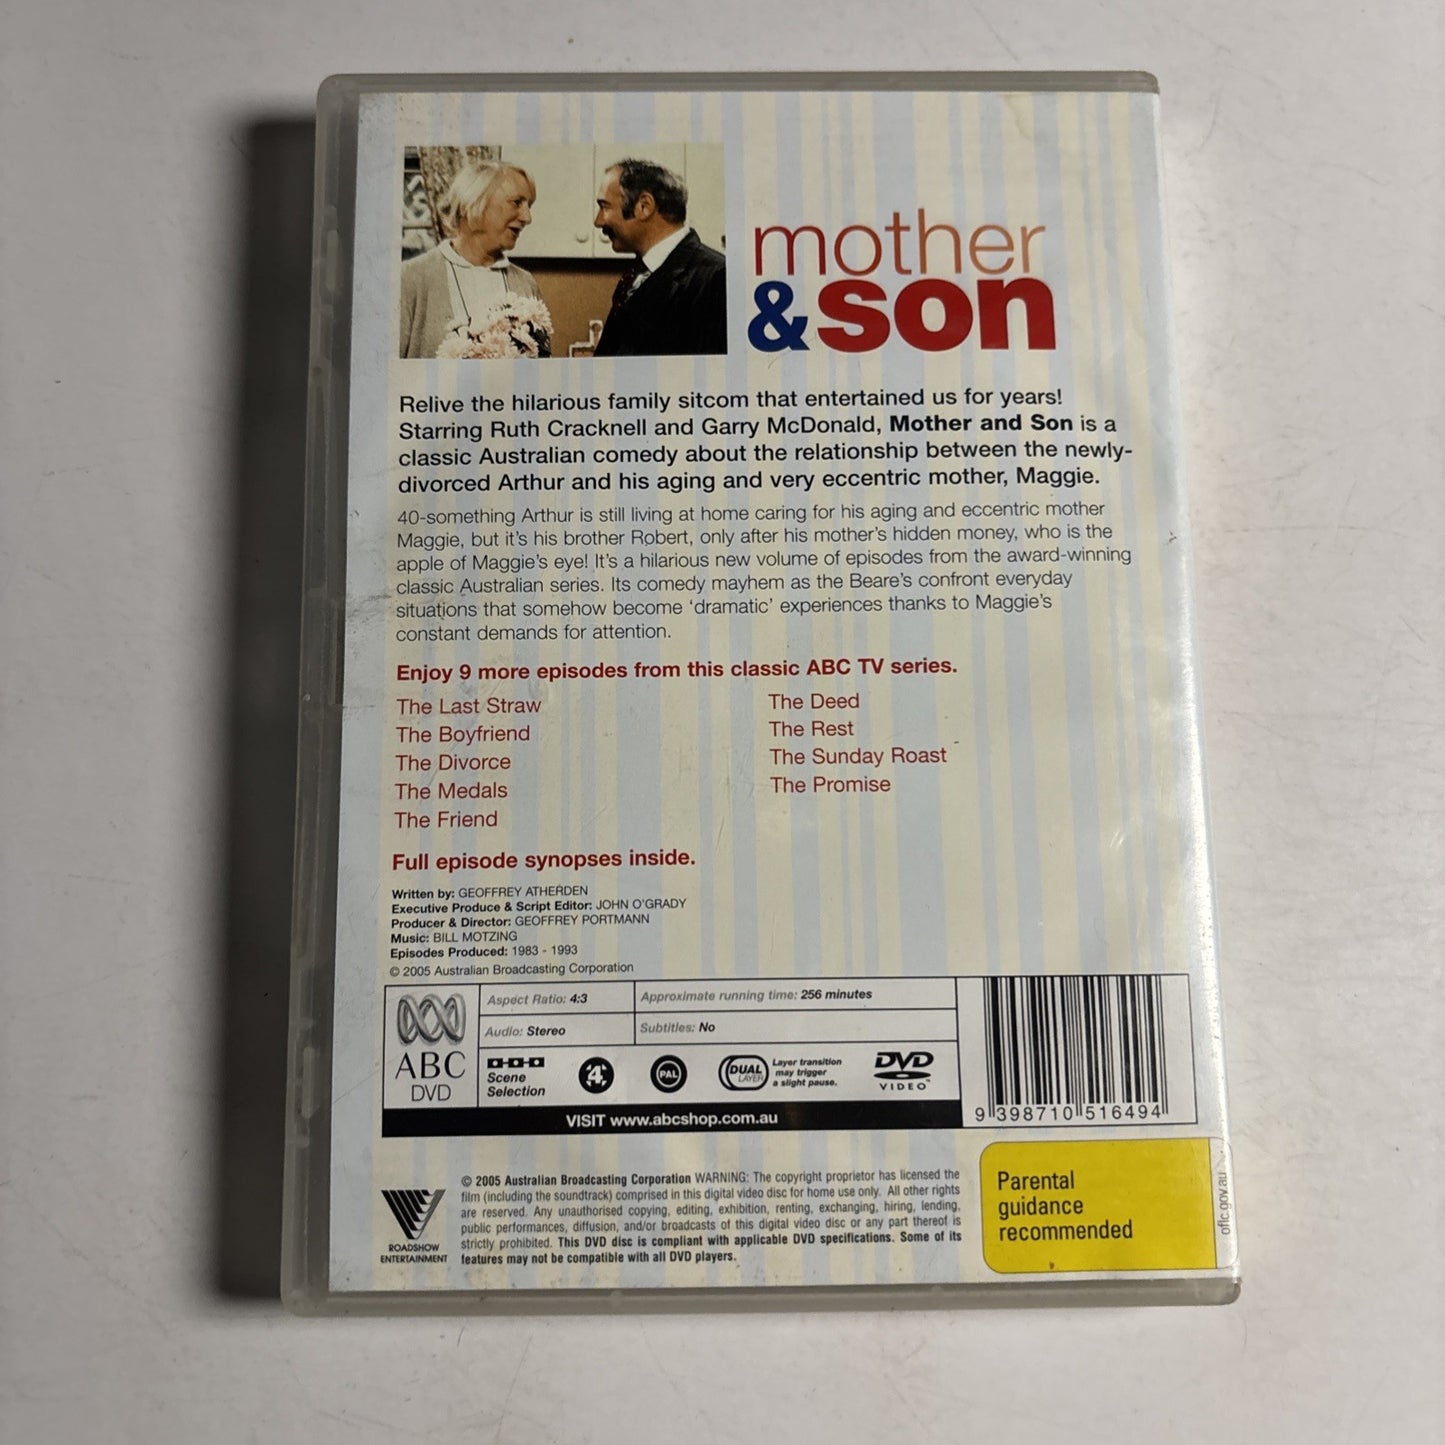 mother
&son
Relive the hilarious family sitcom that entertained us for years!
Starring Ruth Cracknell and Garry McDonald, Mother and Son is a
classic Australian comedy about the relationship between the newly-
divorced Arthur and his aging and very eccentric mother, Maggie.
40-something Arthur is still living at home caring for his aging and eccentric mother
Maggie, but it's his brother Robert, only after his mother's hidden money, who is the
apple of Maggie's eye! It's a hilarious new volume of episodes from the award-winning
classic Australian series. Its comedy mayhem as the Beare's confront everyday
situations that somehow become 'dramatic' experiences thanks to Maggie's
constant demands for attention.
Enjoy 9 more episodes from this classic ABC TV series.
The Last Straw
The Boyfriend
The Divorce
The Medals
The Friend
The Deed
The Rest
The Sunday Roast
The Promise
Full episode synopses inside.
Written by: GEOFFREY ATHERDEN
Executive Produce & Script Editor: JOHN O'GRADY
Producer & Director: GEOFFREY PORTMANN
Music: BILL MOTZING
Episodes Produced: 1983 - 1993
© 2005 Australian Broadcasting Corporation
ABC
DVD
Aspect Ratio: 4:3
Approximate running time: 256 minutes
Audio: Stereo
Subtitles: No
Scene
Selection
4
PAL
DUAL
LAYER
Layer transition
may trigger
a slight pause.
DVD
VIDEO™
VISIT www.abcshop.com.au
9 398710 516494
ROADSHOW
ENTERTAINMENT
© 2005 Australian Broadcasting Corporation WARNING: The copyright proprietor has licensed the
film (including the soundtrack) comprised in this digital video disc for home use only. All other rights
are reserved. Any unauthorised copying, editing, exhibition, renting, exchanging, hiring, lending,
public performances, diffusion, and/or broadcasts of this digital video disc or any part thereof is
strictly prohibited. This DVD disc is compliant with applicable DVD specifications. Some of its
features may not be compatible with all DVD players.
Parental
guidance
recommended
oflc.gov.au